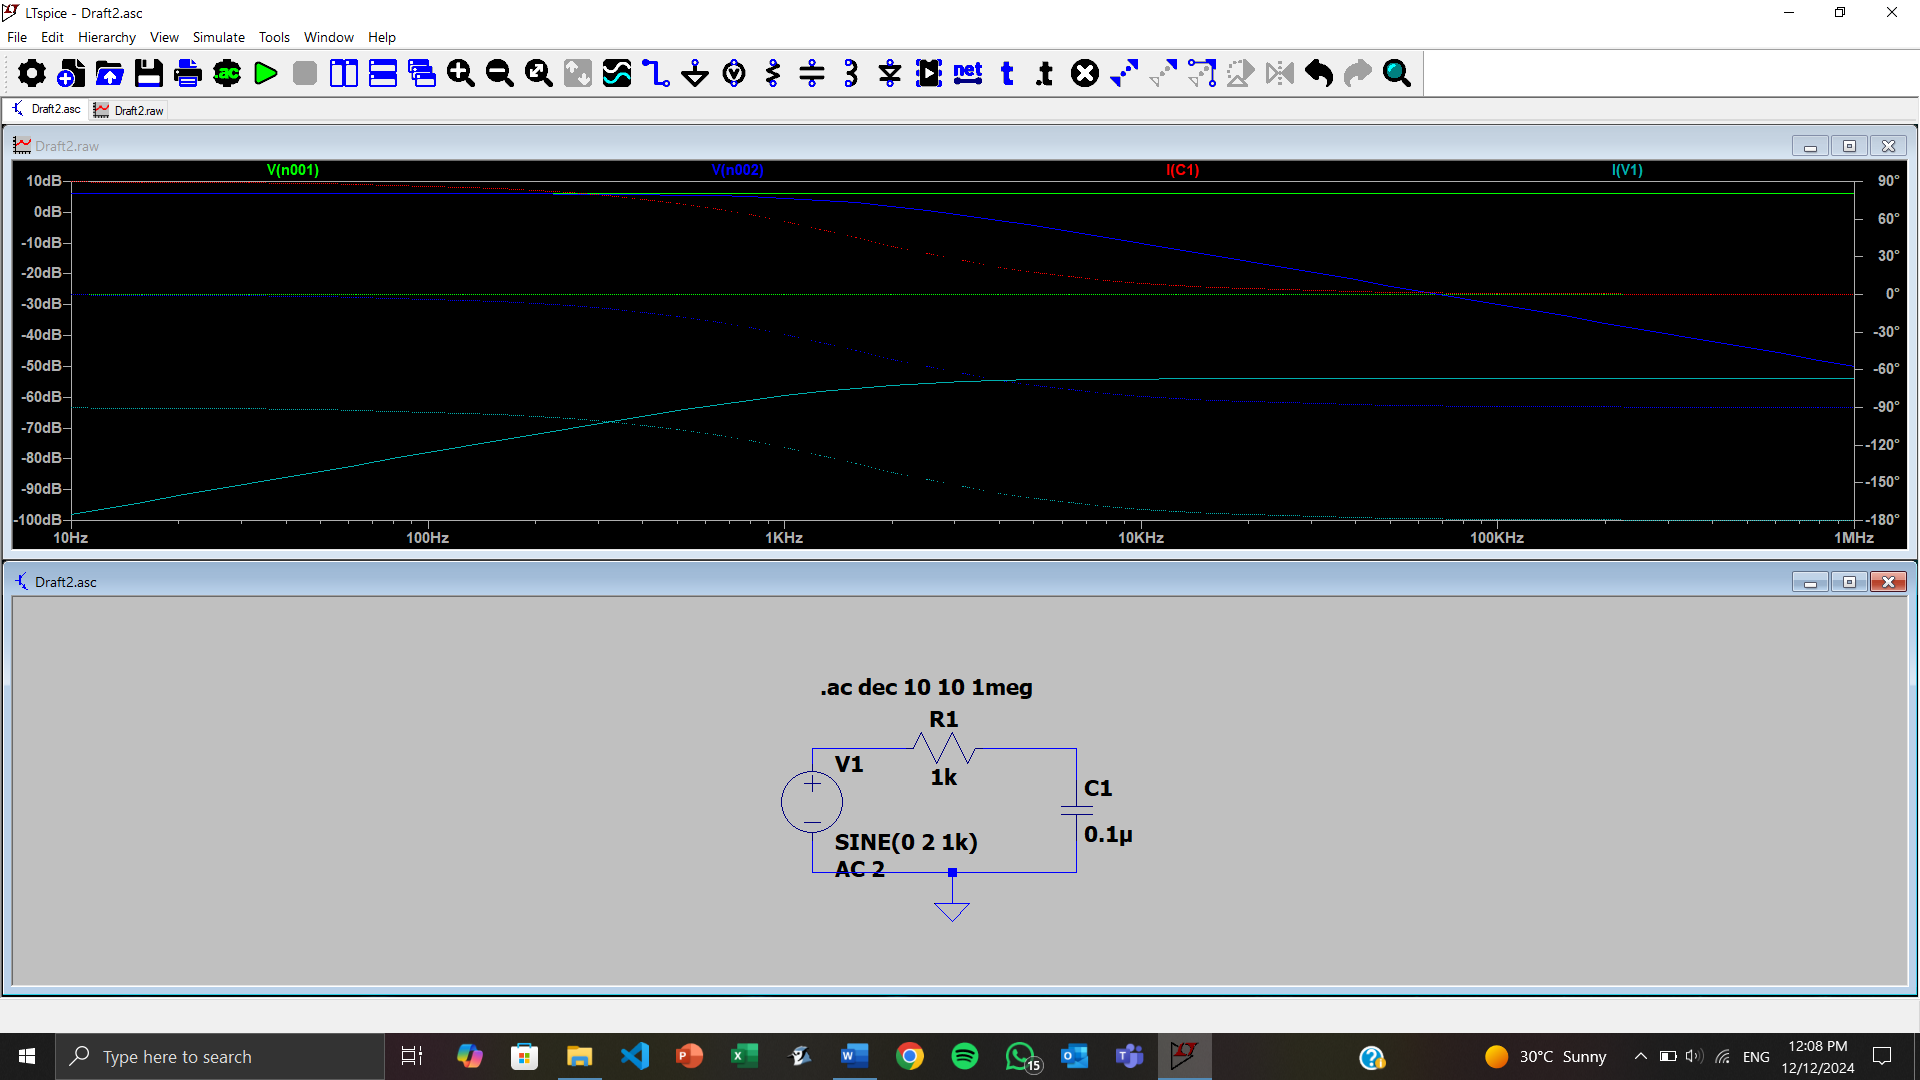 LTspice - Draft2.asc
File Edit Hierarchy View Simulate Tools Window Help
.ac net t .t
Draft2.asc Draft2.raw
Draft2.raw
V(n001) V(n002) I(C1) I(V1)
10dB 90°
0dB 60°
-10dB
-20dB 30°
-30dB 0°
-40dB -30°
-50dB -60°
-60dB -90°
-70dB -120°
-80dB
-90dB -150°
-100dB -180°
10Hz 100Hz 1KHz 10KHz 100KHz 1MHz
Draft2.asc
.ac dec 10 10 1meg
R1
V1
1k
C1
0.1µ
SINE(0 2 1k)
AC 2
Type here to search 15 30°C Sunny ENG 12:08 PM
12/12/2024